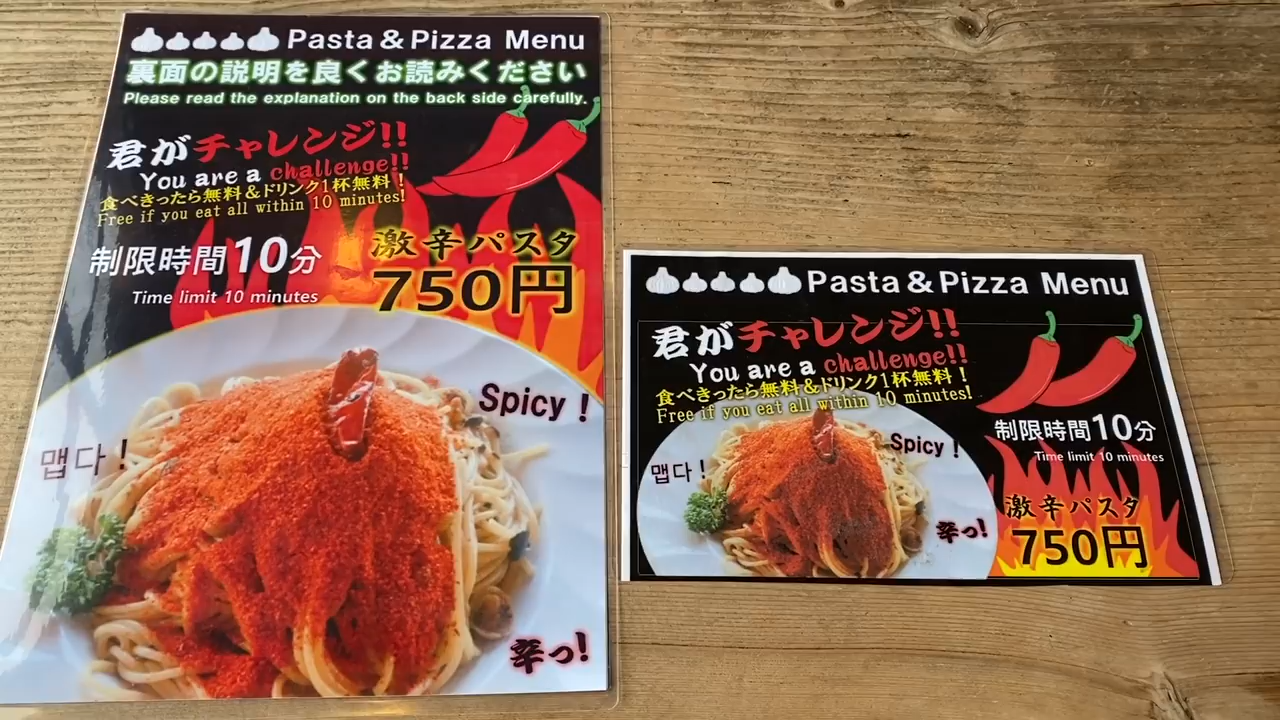 Pasta & Pizza Menu
裏面の説明を良くお読みください
Please read the explanation on the back side carefully.
君がチャレンジ!!
You are a challenge!!
食べきったら無料&ドリンク1杯無料!
Free if you eat all within 10 minutes!
制限時間10分
Time limit 10 minutes
激辛パスタ
750円
Spicy!
맵다!
辛っ!
Pasta & Pizza Menu
君がチャレンジ!!
You are a challenge!!
食べきったら無料&ドリンク1杯無料!
Free if you eat all within 10 minutes!
制限時間10分
Time limit 10 minutes
Spicy!
맵다!
激辛パスタ
辛っ!
750円